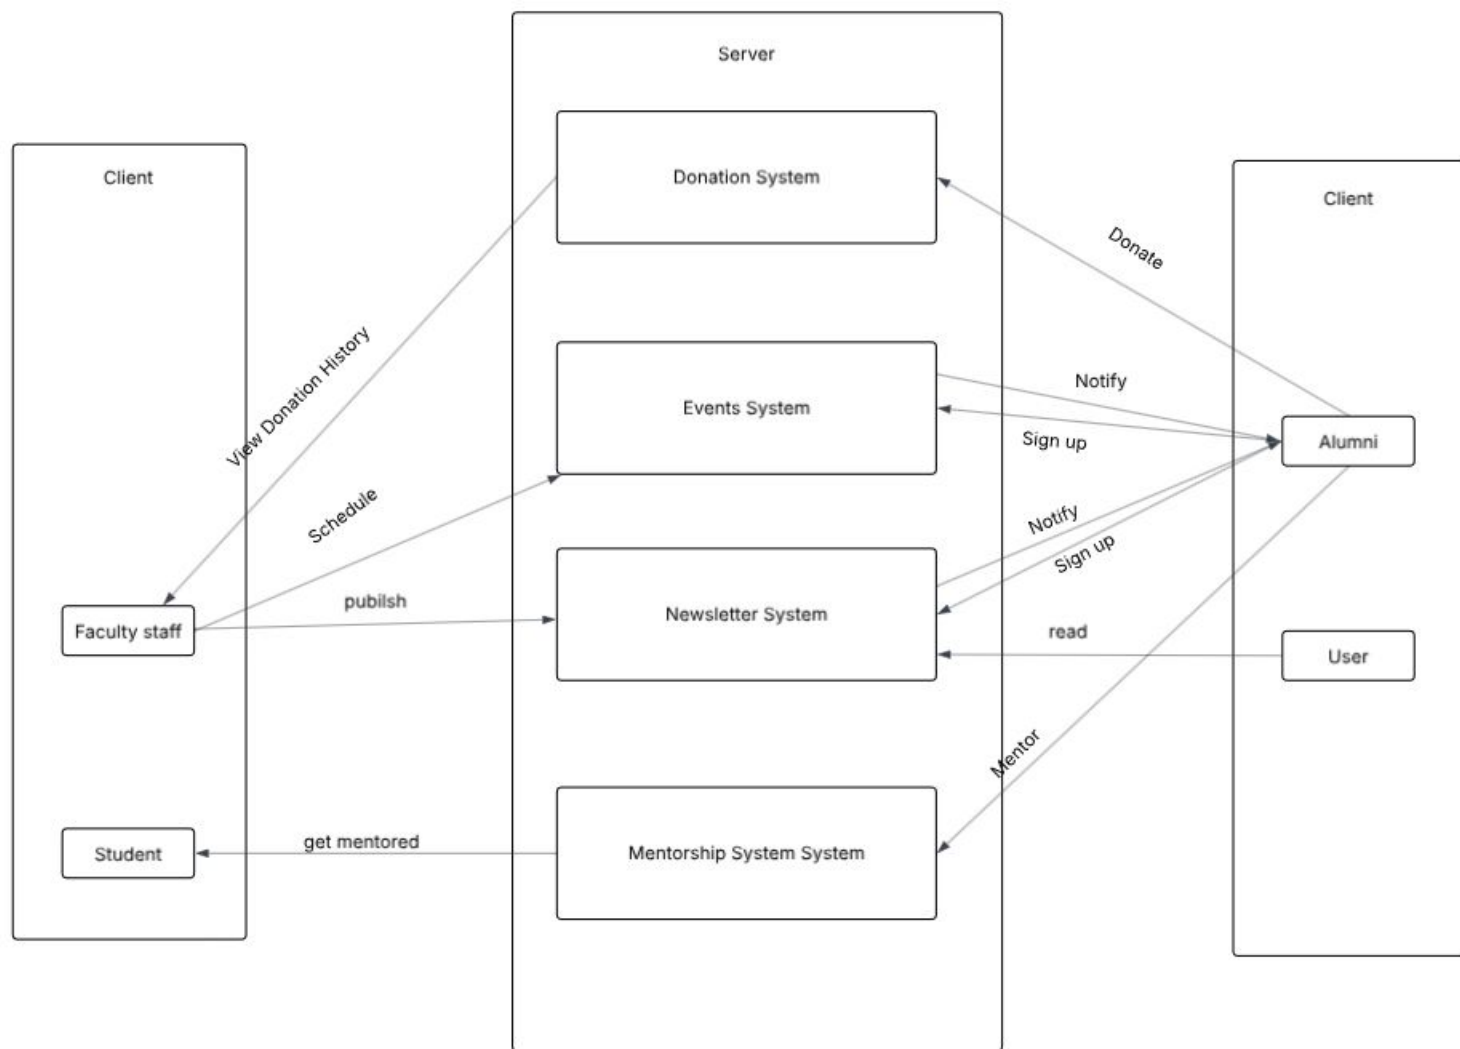 Server
Client
Donation System
Client
Donate
View Donation History
Notify
Events System
Sign up
Alumni
Schedule
Notify
Sign up
pubilsh
Newsletter System
Faculty staff
read
User
Mentor
get mentored
Student
Mentorship System System